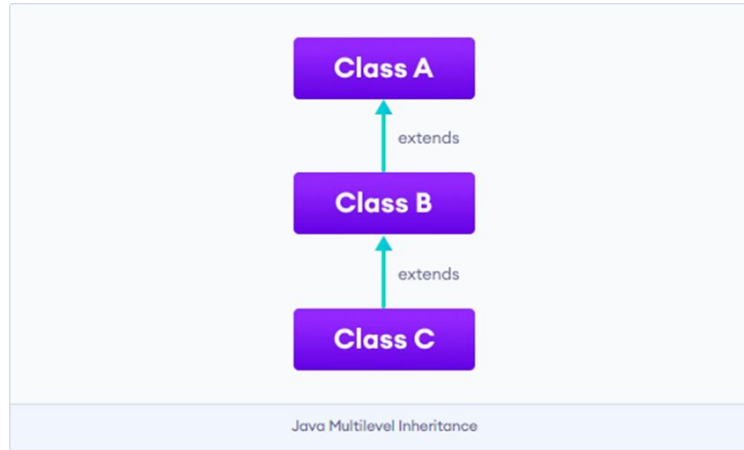 Class A
extends
Class B
extends
Class C
Java Multilevel Inheritance